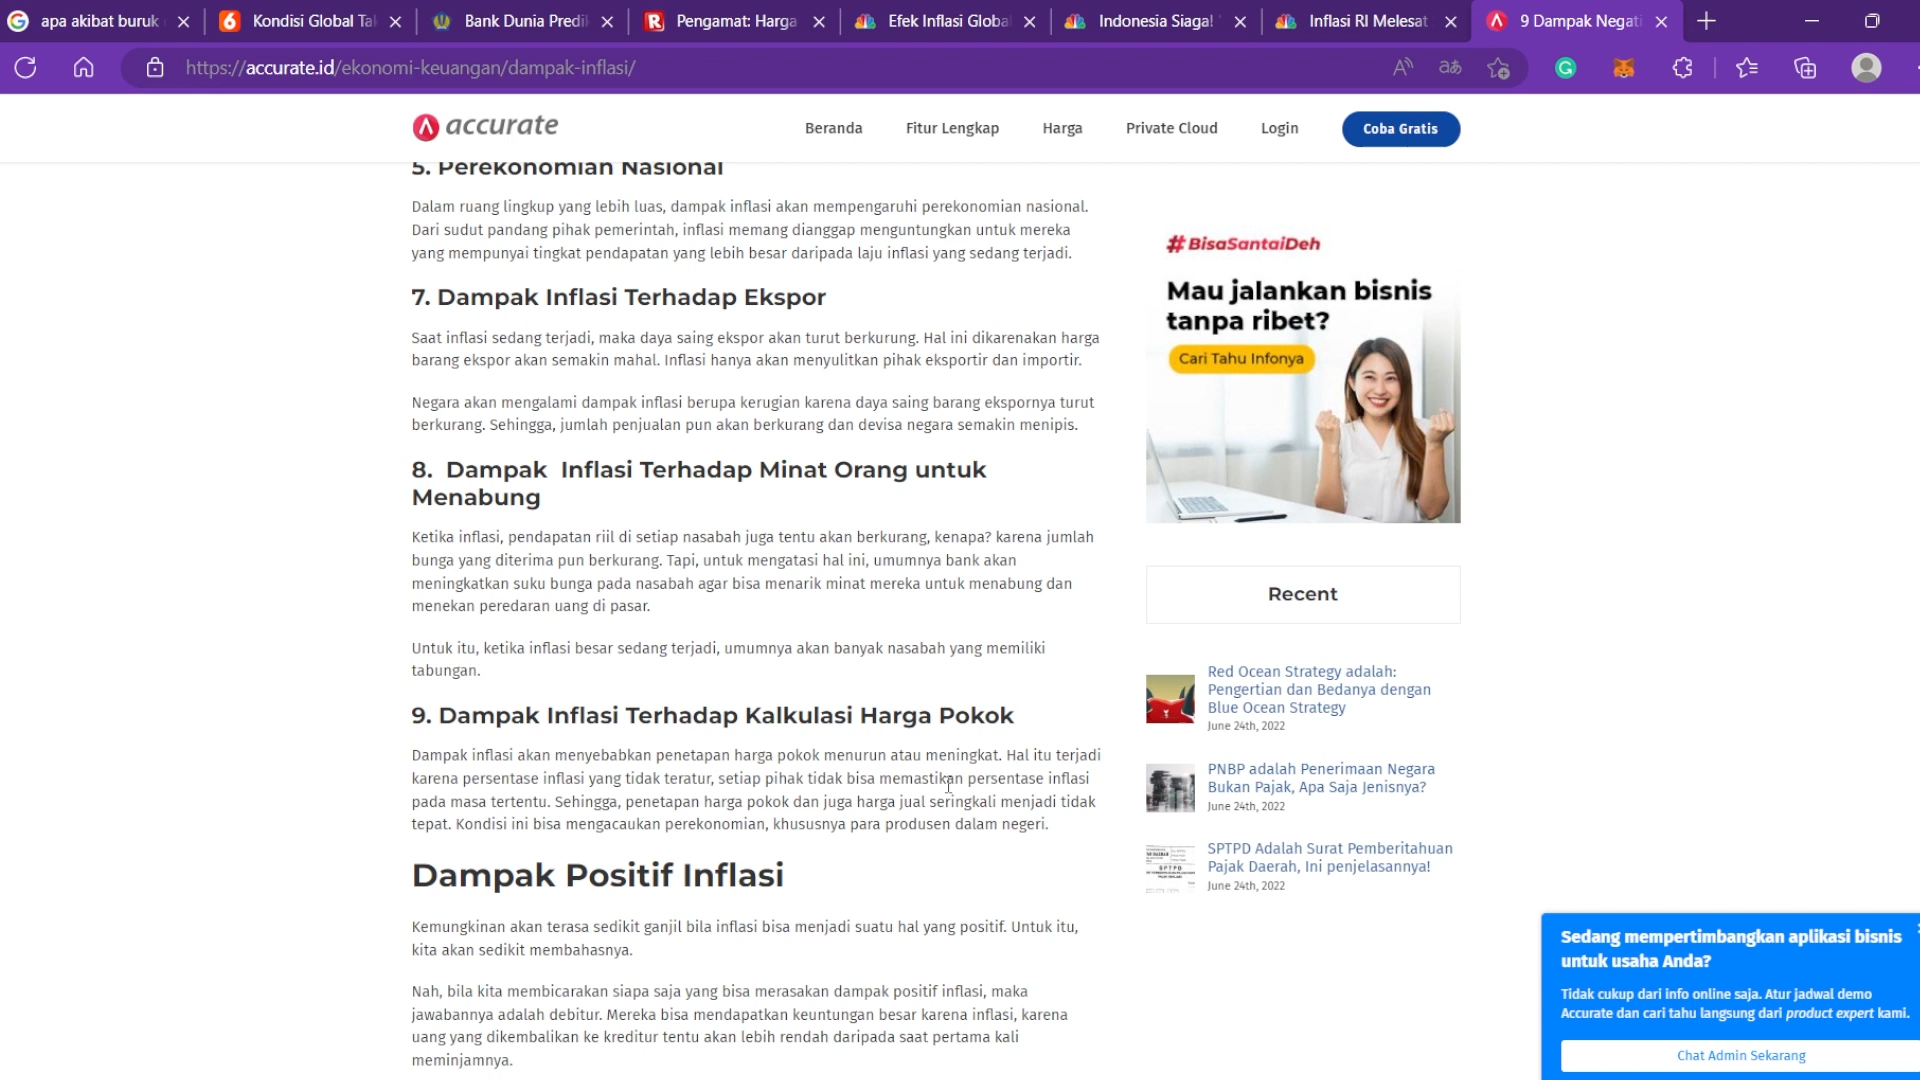 apa akibat buruk
Kondisi Global Tal
Bank Dunia Predi
Pengamat: Harga
Efek Inflasi Globa
Indonesia Siaga!
Inflasi RI Melesat
9 Dampak Negati
https://accurate.id/ekonomi-keuangan/dampak-inflasi/
accurate
Beranda
Fitur Lengkap
Harga
Private Cloud
Login
Coba Gratis
5. Perekonomian Nasional
Dalam ruang lingkup yang lebih luas, dampak inflasi akan mempengaruhi perekonomian nasional.
Dari sudut pandang pihak pemerintah, inflasi memang dianggap menguntungkan untuk mereka
yang mempunyai tingkat pendapatan yang lebih besar daripada laju inflasi yang sedang terjadi.
7. Dampak Inflasi Terhadap Ekspor
Saat inflasi sedang terjadi, maka daya saing ekspor akan turut berkurung. Hal ini dikarenakan harga
barang ekspor akan semakin mahal. Inflasi hanya akan menyulitkan pihak eksportir dan importir.
Negara akan mengalami dampak inflasi berupa kerugian karena daya saing barang ekspornya turut
berkurang. Sehingga, jumlah penjualan pun akan berkurang dan devisa negara semakin menipis.
8. Dampak Inflasi Terhadap Minat Orang untuk
Menabung
Ketika inflasi, pendapatan riil di setiap nasabah juga tentu akan berkurang, kenapa? karena jumlah
bunga yang diterima pun berkurang. Tapi, untuk mengatasi hal ini, umumnya bank akan
meningkatkan suku bunga pada nasabah agar bisa menarik minat mereka untuk menabung dan
menekan peredaran uang di pasar.
Untuk itu, ketika inflasi besar sedang terjadi, umumnya akan banyak nasabah yang memiliki
tabungan.
9. Dampak Inflasi Terhadap Kalkulasi Harga Pokok
Dampak inflasi akan menyebabkan penetapan harga pokok menurun atau meningkat. Hal itu terjadi
karena persentase inflasi yang tidak teratur, setiap pihak tidak bisa memastikan persentase inflasi
pada masa tertentu. Sehingga, penetapan harga pokok dan juga harga jual seringkali menjadi tidak
tepat. Kondisi ini bisa mengacaukan perekonomian, khususnya para produsen dalam negeri.
Dampak Positif Inflasi
Kemungkinan akan terasa sedikit ganjil bila inflasi bisa menjadi suatu hal yang positif. Untuk itu,
kita akan sedikit membahasnya.
Nah, bila kita membicarakan siapa saja yang bisa merasakan dampak positif inflasi, maka
jawabannya adalah debitur. Mereka bisa mendapatkan keuntungan besar karena inflasi, karena
uang yang dikembalikan ke kreditur tentu akan lebih rendah daripada saat pertama kali
meminjamnya.
#BisaSantaiDeh
Mau jalankan bisnis
tanpa ribet?
Cari Tahu Infonya
Recent
Red Ocean Strategy adalah:
Pengertian dan Bedanya dengan
Blue Ocean Strategy
June 24th, 2022
PNBP adalah Penerimaan Negara
Bukan Pajak, Apa Saja Jenisnya?
June 24th, 2022
SPTPD
SPTPD Adalah Surat Pemberitahuan
Pajak Daerah, Ini penjelasannya!
June 24th, 2022
Sedang mempertimbangkan aplikasi bisnis
untuk usaha Anda?
Tidak cukup dari info online saja. Atur jadwal demo
Accurate dan cari tahu langsung dari product expert kami.
Chat Admin Sekarang